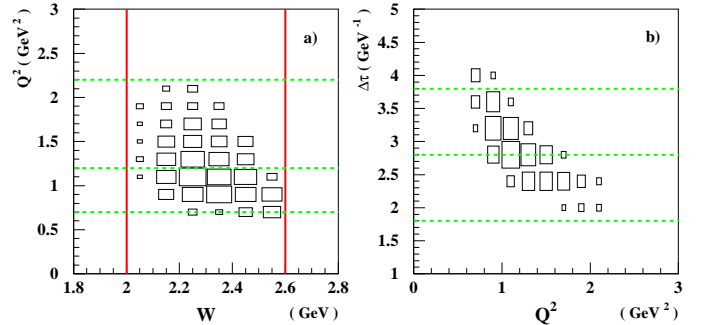 a)
Q² ( GeV² )
3
2.5
2
1.5
1
0.5
0
1.8 2 2.2 2.4 2.6 2.8
W ( GeV )
b)
Δτ ( GeV⁻¹ )
5
4.5
4
3.5
3
2.5
2
1.5
1
0 1 2 3
Q² ( GeV² )